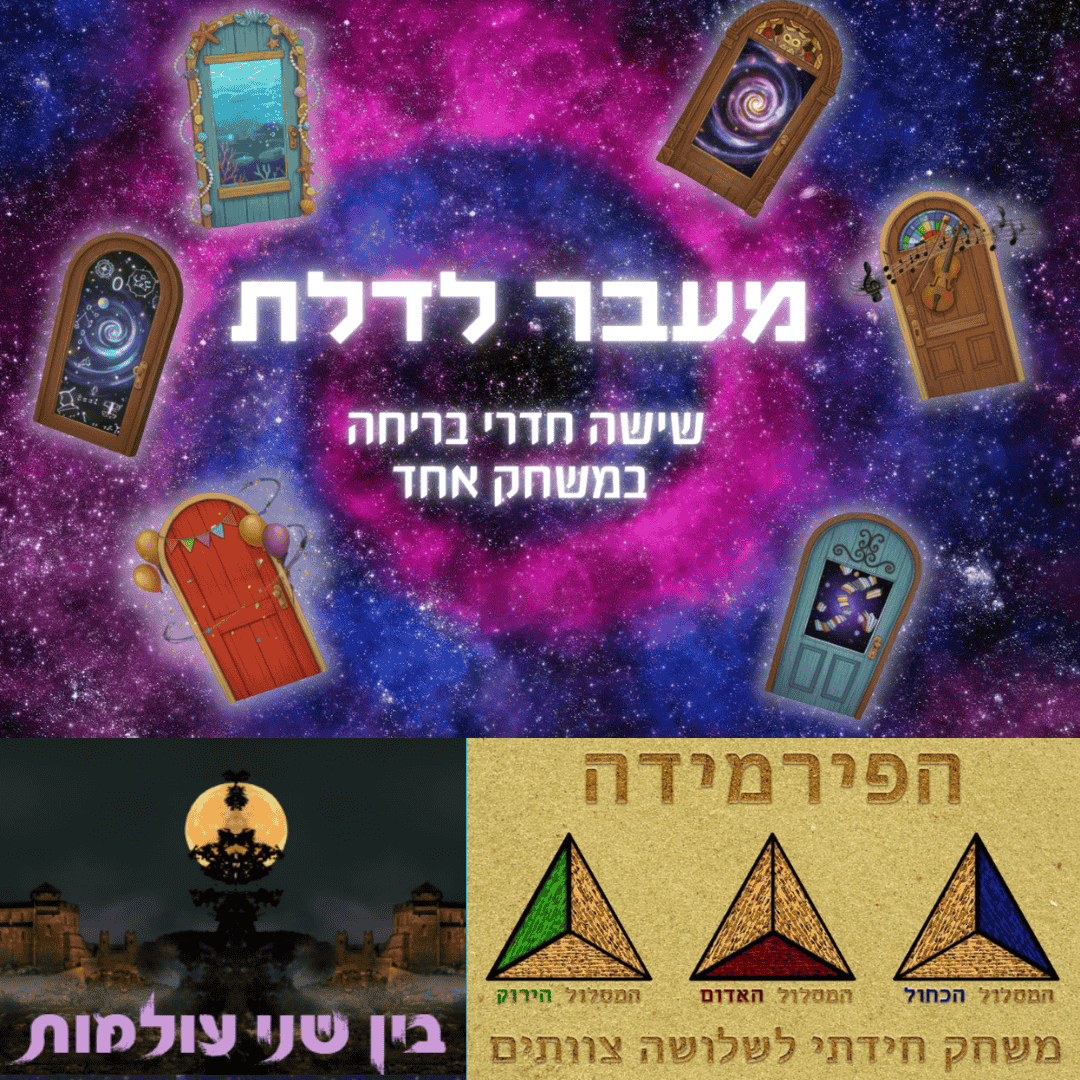 מעבר לדלת
שישה חדרי בריחה
במשחק אחד
בין שני עולמות
הפירמידה
המסלול הכחול
המסלול האדום
המסלול הירוק
משחק חידתי לשלושה צוותים